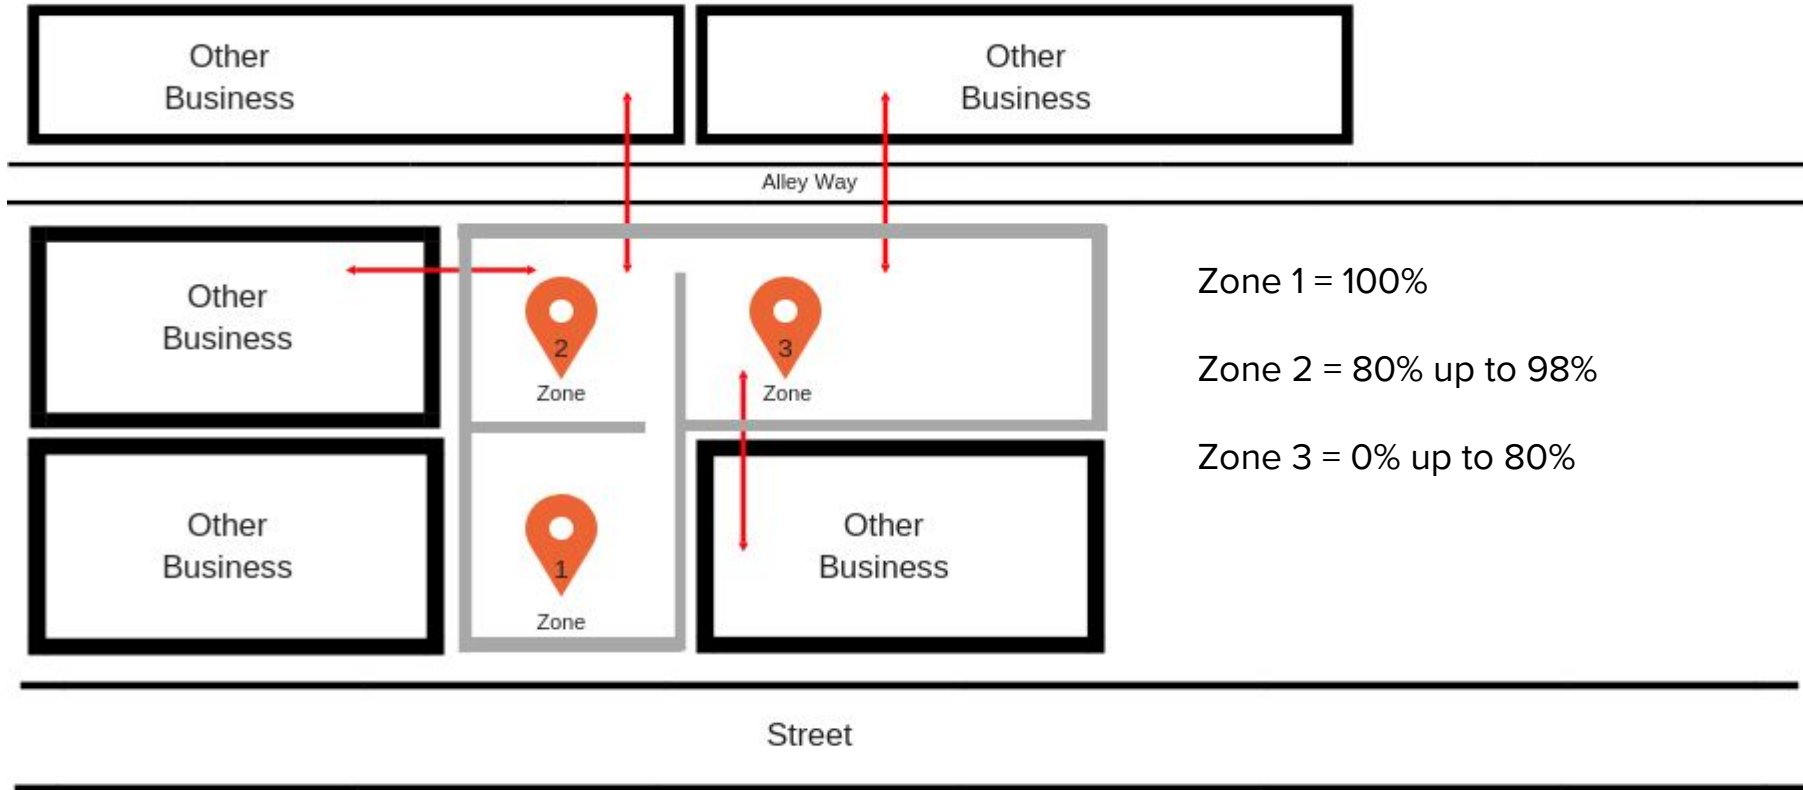 Other
Business
Other
Business
Alley Way
Other
Business
2
Zone
3
Zone
Zone 1 = 100%
Zone 2 = 80% up to 98%
Zone 3 = 0% up to 80%
Other
Business
1
Zone
Other
Business
Street